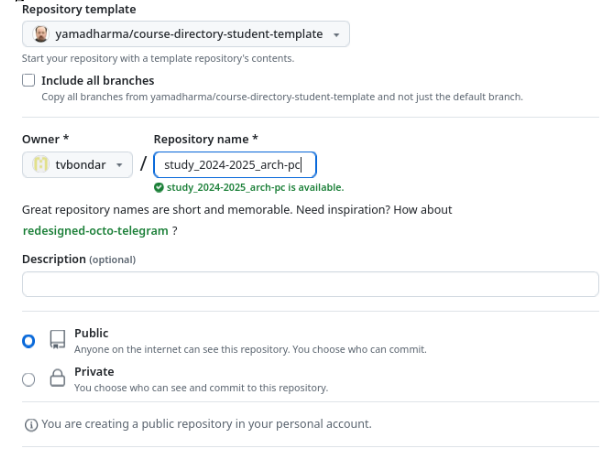 Repository template
yamadharma/course-directory-student-template
Start your repository with a template repository's contents.
Include all branches
Copy all branches from yamadharma/course-directory-student-template and not just the default branch.
Owner * Repository name *
tvbondar / study_2024-2025_arch-pc
study_2024-2025_arch-pc is available.
Great repository names are short and memorable. Need inspiration? How about
redesigned-octo-telegram ?
Description (optional)
Public
Anyone on the internet can see this repository. You choose who can commit.
Private
You choose who can see and commit to this repository.
You are creating a public repository in your personal account.